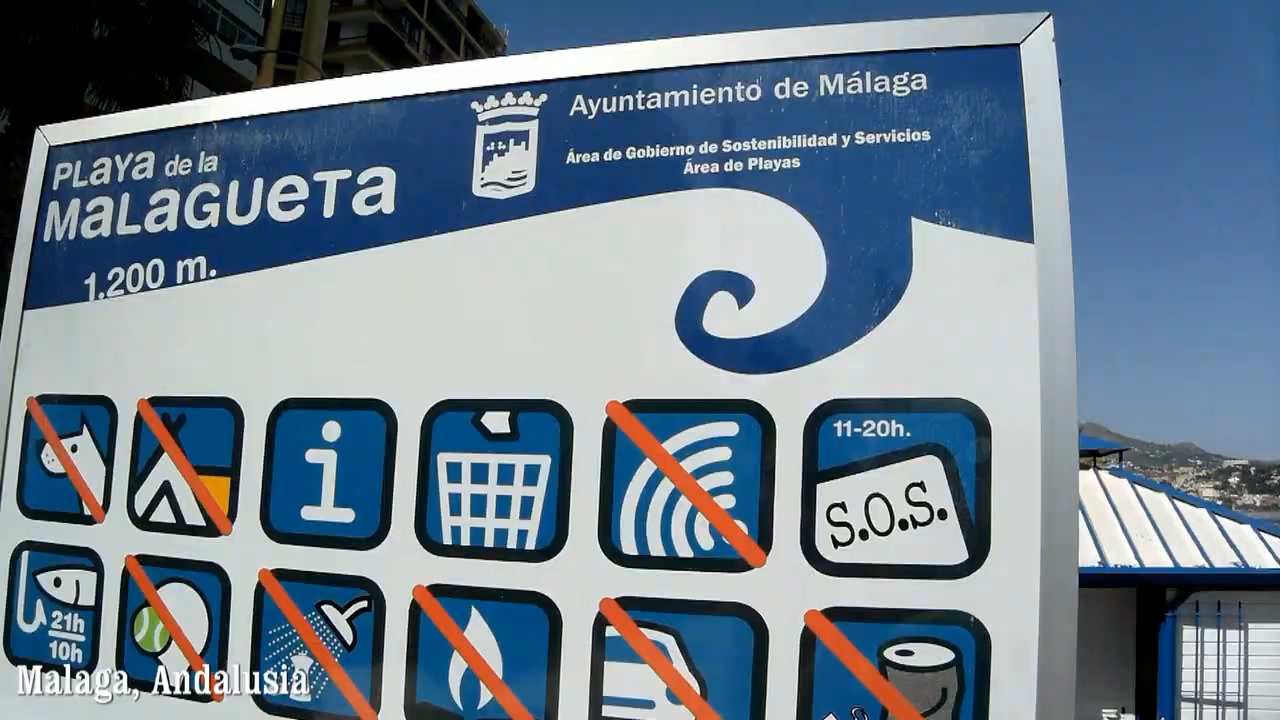 PLaya de la
MaLaGUeTa
1.200 m.
Ayuntamiento de Málaga
Área de Gobierno de Sostenibilidad y Servicios
Área de Playas
i
11-20h.
S.O.S.
21h
10h
Malaga, Andalusia